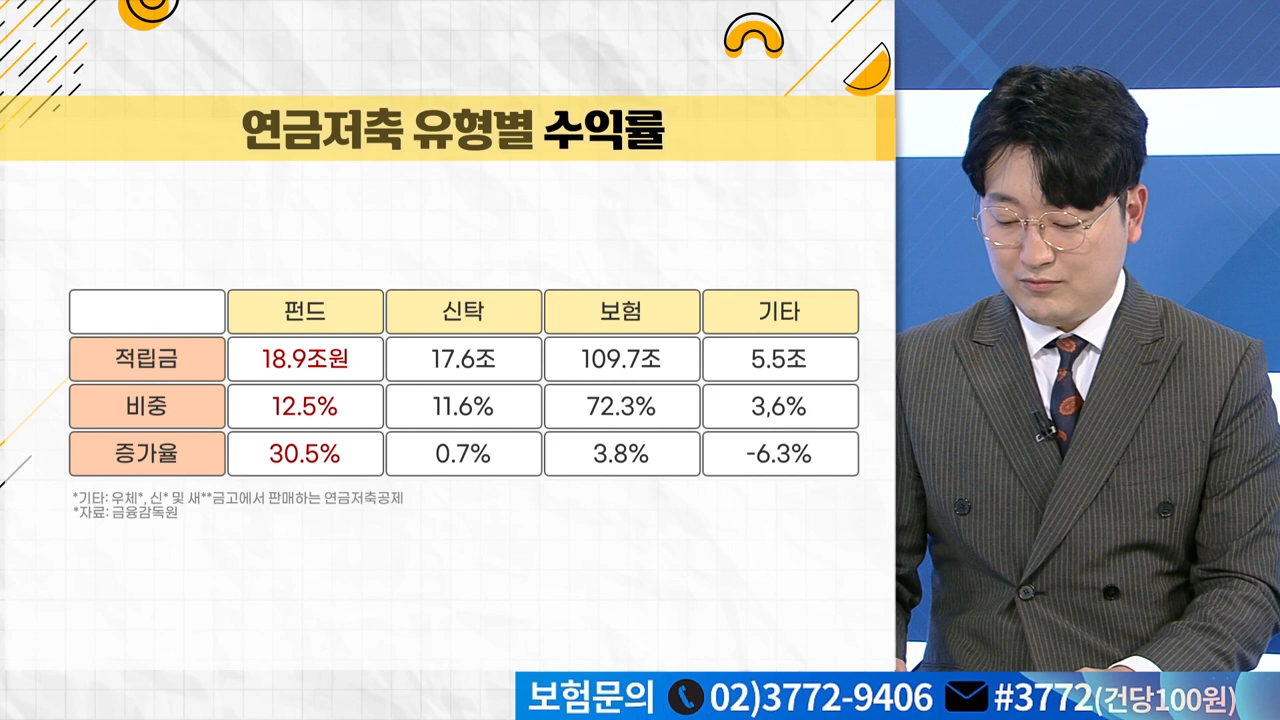 연금저축 유형별 수익률
펀드 신탁 보험 기타
적립금 18.9조원 17.6조 109.7조 5.5조
비중 12.5% 11.6% 72.3% 3,6%
증가율 30.5% 0.7% 3.8% -6.3%
*기타: 우체*, 신* 및 새**금고에서 판매하는 연금저축공제
*자료: 금융감독원
보험문의 02)3772-9406 #3772(건당100원)